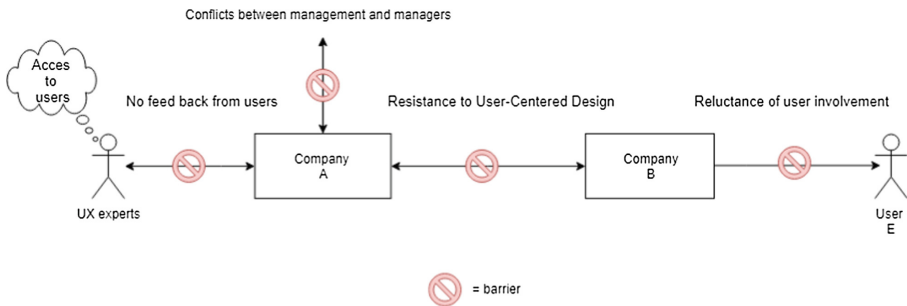 Conflicts between management and managers
Acces
to
users
No feed back from users
Resistance to User-Centered Design
Reluctance of user involvement
Company
A
Company
B
UX experts
User
E
= barrier